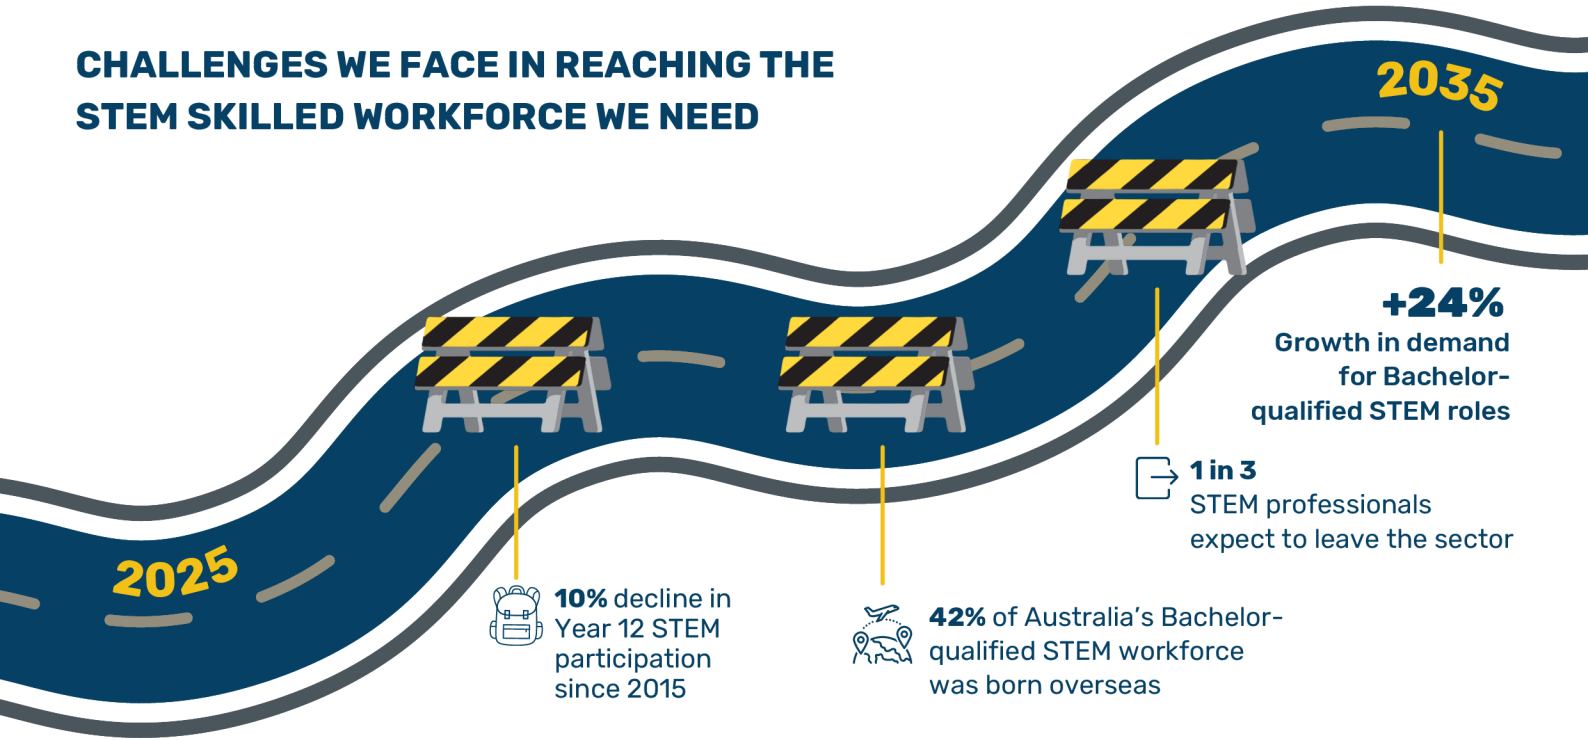 CHALLENGES WE FACE IN REACHING THE
STEM SKILLED WORKFORCE WE NEED
2035
+24%
Growth in demand
for Bachelor-
qualified STEM roles
1 in 3
STEM professionals
expect to leave the sector
2025
10% decline in
Year 12 STEM
participation
since 2015
42% of Australia’s Bachelor-
qualified STEM workforce
was born overseas